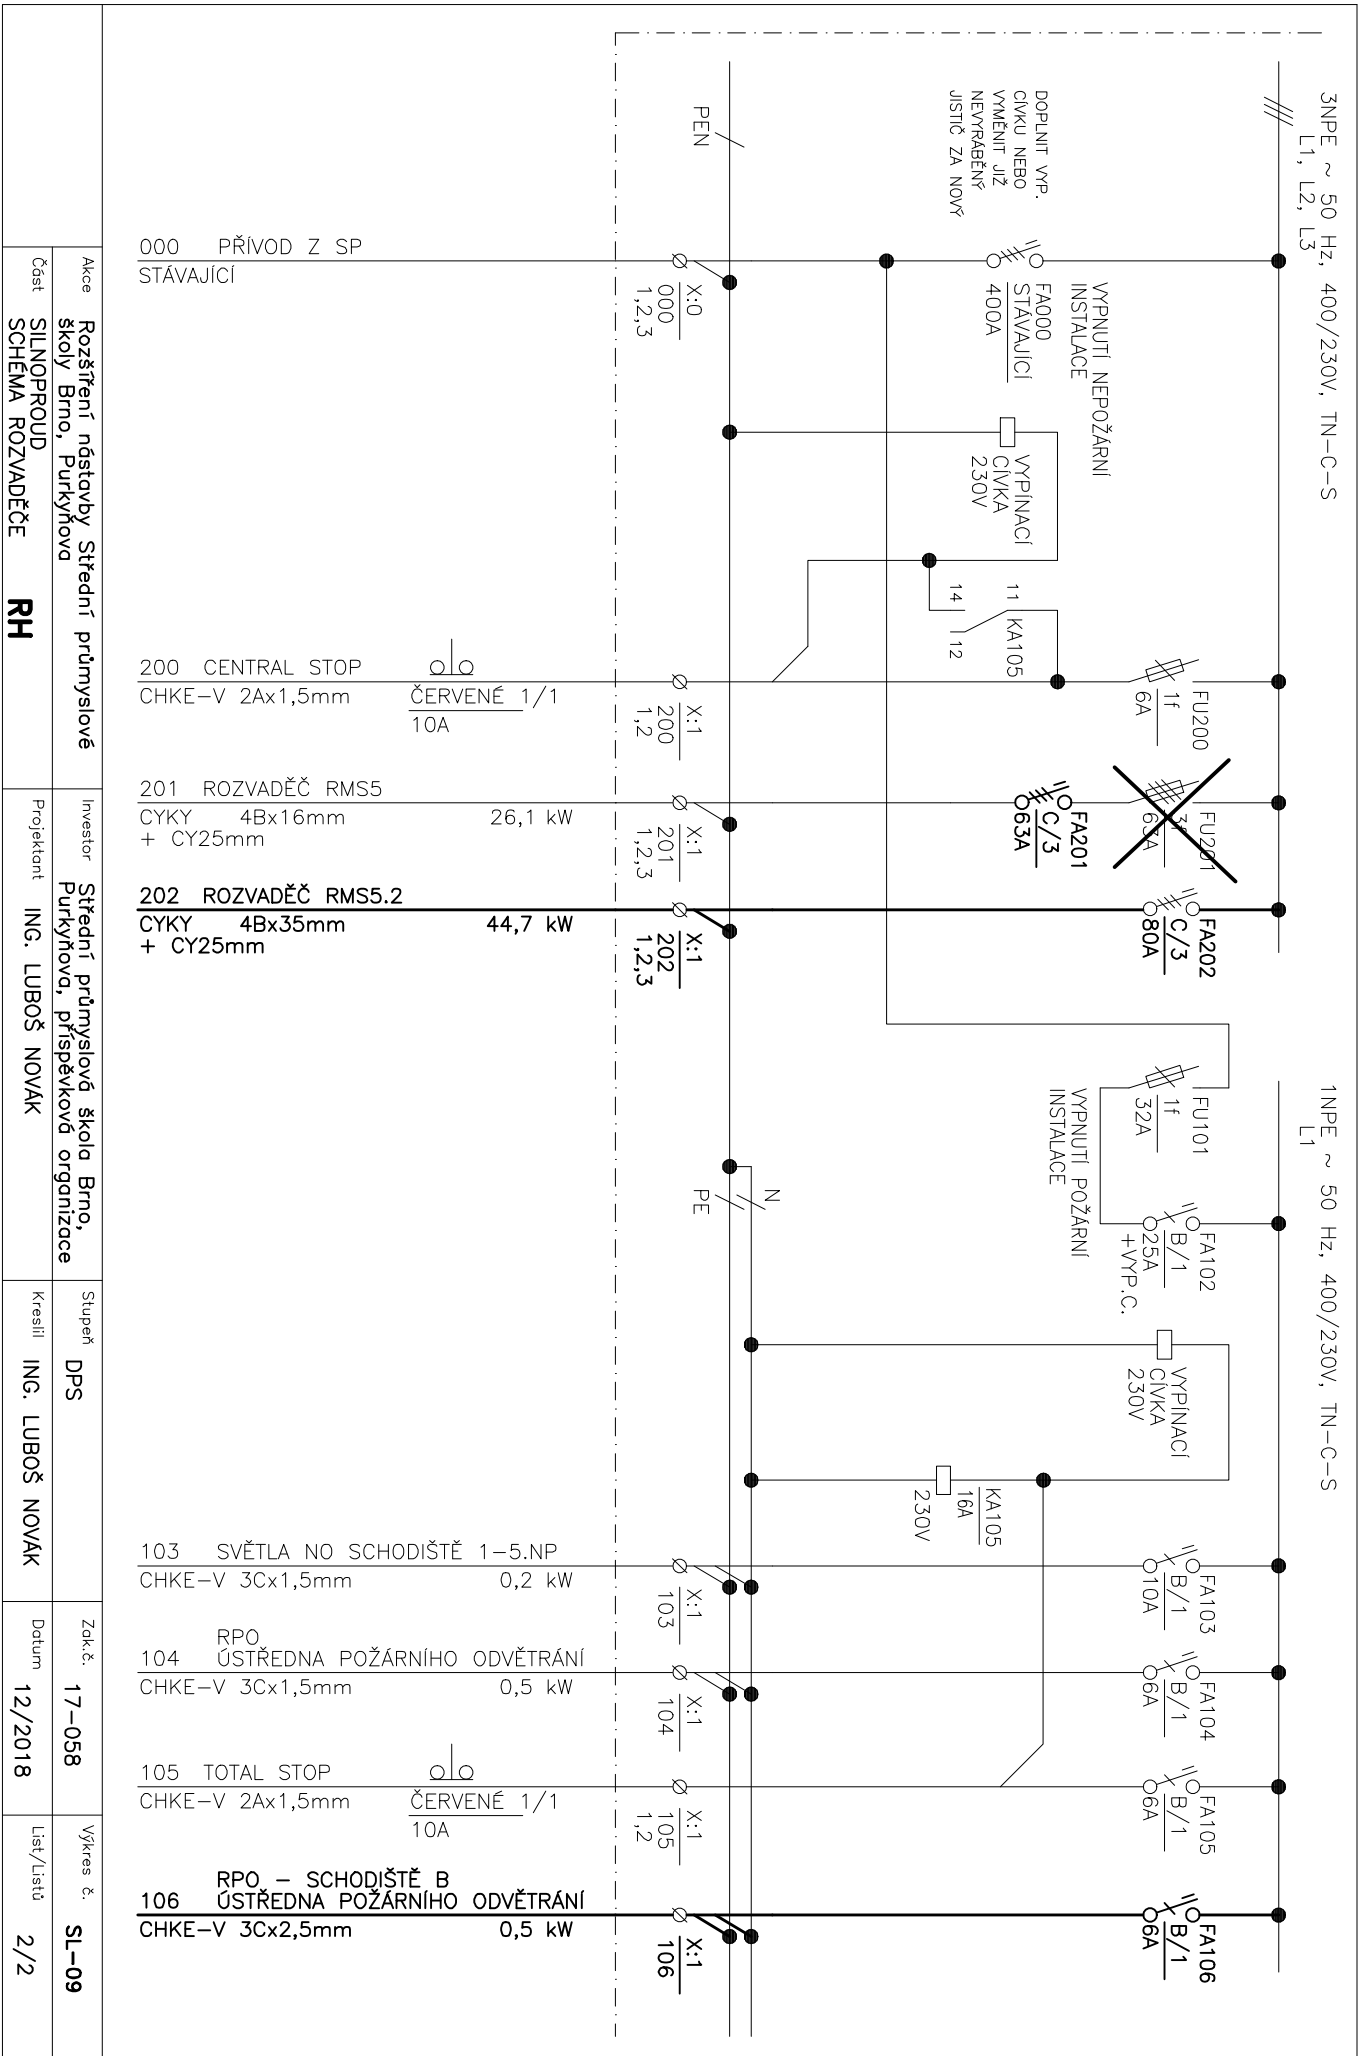 3NPE ~ 50 Hz, 400/230V, TN-C-S
L1, L2, L3
1NPE ~ 50 Hz, 400/230V, TN-C-S
L1
DOPLNIT VYP.
CÍVKU NEBO
VYMĚNIT JIŽ
NEVYRÁBĚNÝ
JISTIČ ZA NOVÝ
VYPNUTÍ NEPOŽÁRNÍ
INSTALACE
FA000
STÁVAJÍCÍ
400A
VYPÍNACÍ
CÍVKA
230V
11
14
12
KA105
FU200
1f
6A
FU201
3f
63A
FA201
C/3
63A
FA202
C/3
80A
FU101
1f
32A
VYPNUTÍ POŽÁRNÍ
INSTALACE
FA102
B/1
25A
+VYP.C.
VYPÍNACÍ
CÍVKA
230V
KA105
16A
230V
FA103
B/1
10A
FA104
B/1
6A
FA105
B/1
6A
FA106
B/1
6A
PEN
N
PE
X:0
000
1,2,3
X:1
200
1,2
X:1
201
1,2,3
X:1
202
1,2,3
X:1
103
X:1
104
X:1
105
1,2
X:1
106
000 PŘÍVOD Z SP
STÁVAJÍCÍ
200 CENTRAL STOP
CHKE-V 2Ax1,5mm ČERVENÉ 1/1
10A
201 ROZVADĚČ RMS5
CYKY 4Bx16mm 26,1 kW
+ CY25mm
202 ROZVADĚČ RMS5.2
CYKY 4Bx35mm 44,7 kW
+ CY25mm
103 SVĚTLA NO SCHODIŠTĚ 1-5.NP
CHKE-V 3Cx1,5mm 0,2 kW
RPO
104 ÚSTŘEDNA POŽÁRNÍHO ODVĚTRÁNÍ
CHKE-V 3Cx1,5mm 0,5 kW
105 TOTAL STOP
CHKE-V 2Ax1,5mm ČERVENÉ 1/1
10A
RPO - SCHODIŠTĚ B
106 ÚSTŘEDNA POŽÁRNÍHO ODVĚTRÁNÍ
CHKE-V 3Cx2,5mm 0,5 kW
Akce Rozšíření nástavby Střední průmyslové
školy Brno, Purkyňova
Část SILNOPROUD
SCHÉMA ROZVADĚČE RH
Investor Střední průmyslová škola Brno,
Purkyňova, příspěvková organizace
Projektant ING. LUBOŠ NOVÁK
Stupeň DPS
Kreslil ING. LUBOŠ NOVÁK
Zak.č. 17-058
Datum 12/2018
Výkres č. SL-09
List/Listů 2/2